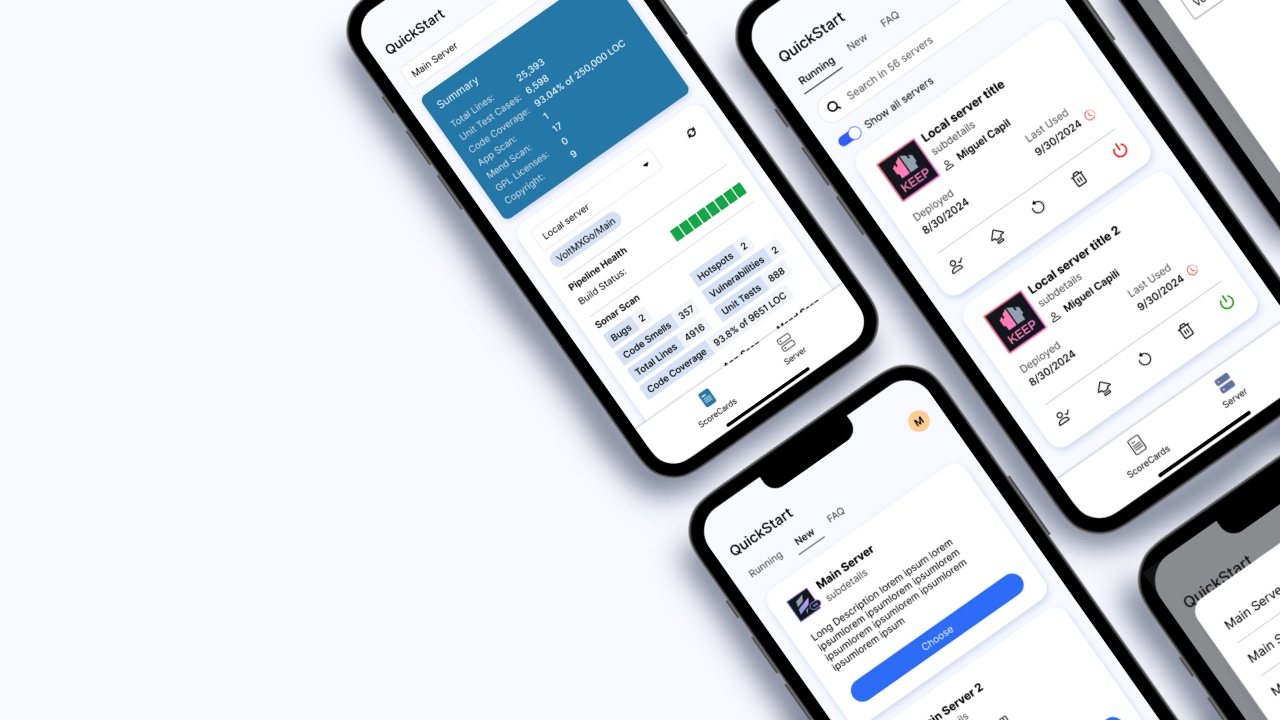 QuickStart
Main Server
Summary
Total Lines: 25,393
Unit Test Cases: 6,598
Code Coverage: 93.04% of 250,000 LOC
App Scan: 1
Mend Scan: 17
GPL Licenses: 0
Copyright: 9
Local server
VoltMXGo/Main
Pipeline Health
Build Status:
Sonar Scan
Bugs 2
Hotspots 2
Code Smells 357
Vulnerabilities 2
Total Lines 4916
Unit Tests 888
Code Coverage 93.8% of 9651 LOC
ScoreCards
Server
QuickStart
Running
New
FAQ
Search in 56 servers
Show all servers
KEEP
Local server title
subdetails
Miguel Capil
Last Used
9/30/2024
Deployed
8/30/2024
KEEP
Local server title 2
subdetails
Miguel Capili
Last Used
9/30/2024
Deployed
8/30/2024
ScoreCards
Server
M
QuickStart
Running
New
FAQ
Main Server
subdetails
Long Description lorem ipsum lorem
ipsumlorem ipsumlorem ipsumlorem
ipsumlorem ipsumlorem ipsumlorem
ipsumlorem ipsum
Choose
QuickStart